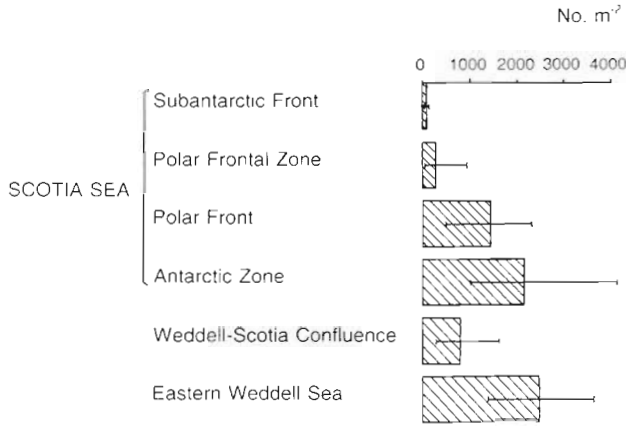 No. m⁻²
0 1000 2000 3000 4000
Subantarctic Front
Polar Frontal Zone
SCOTIA SEA
Polar Front
Antarctic Zone
Weddell-Scotia Confluence
Eastern Weddell Sea